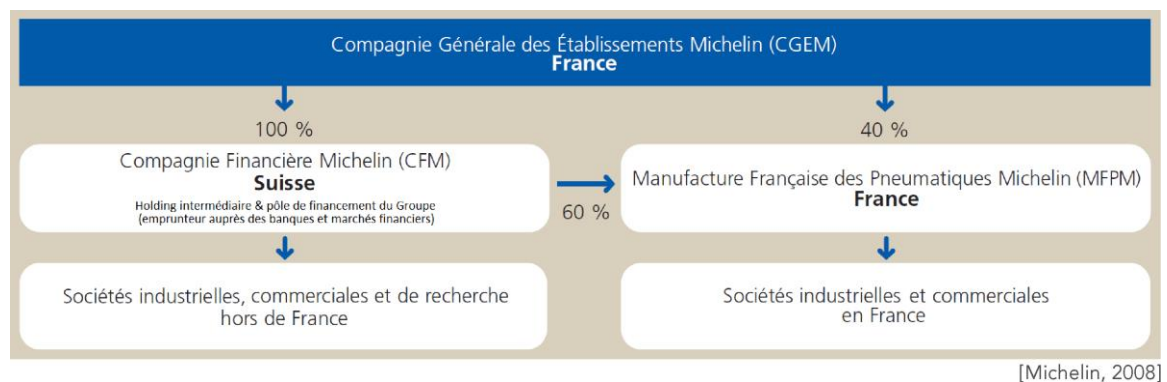 Compagnie Générale des Établissements Michelin (CGEM)
France
100 %
40 %
Compagnie Financière Michelin (CFM)
Suisse
Holding intermédiaire & pôle de financement du Groupe
(emprunteur auprès des banques et marchés financiers)
60 %
Manufacture Française des Pneumatiques Michelin (MFPM)
France
Sociétés industrielles, commerciales et de recherche
hors de France
Sociétés industrielles et commerciales
en France
[Michelin, 2008]